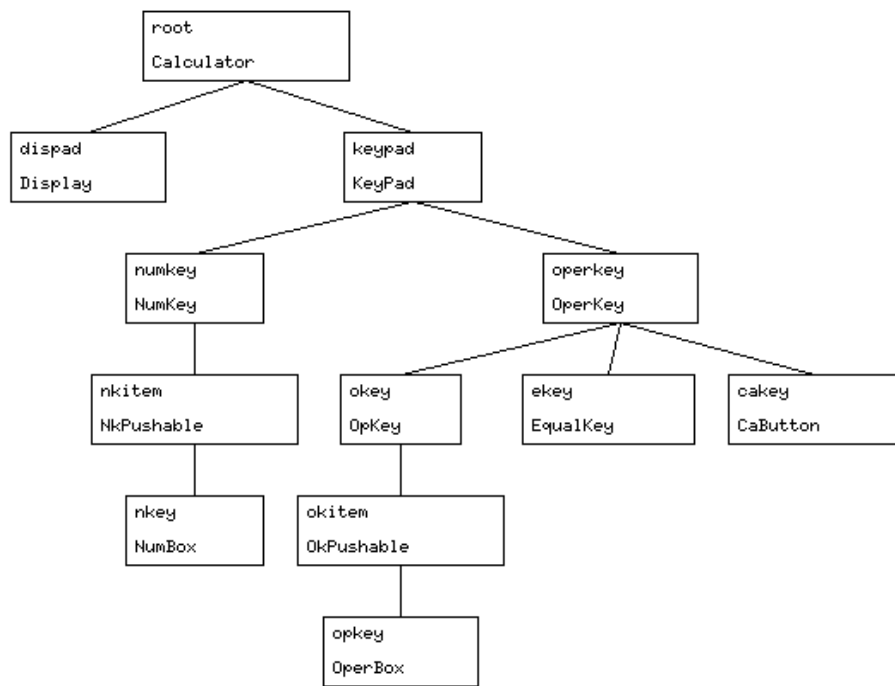 root
Calculator
dispad
Display
keypad
KeyPad
numkey
NumKey
operkey
OperKey
nkitem
NkPushable
okey
OpKey
ekey
EqualKey
cakey
CaButton
nkey
NumBox
okitem
OkPushable
opkey
OperBox